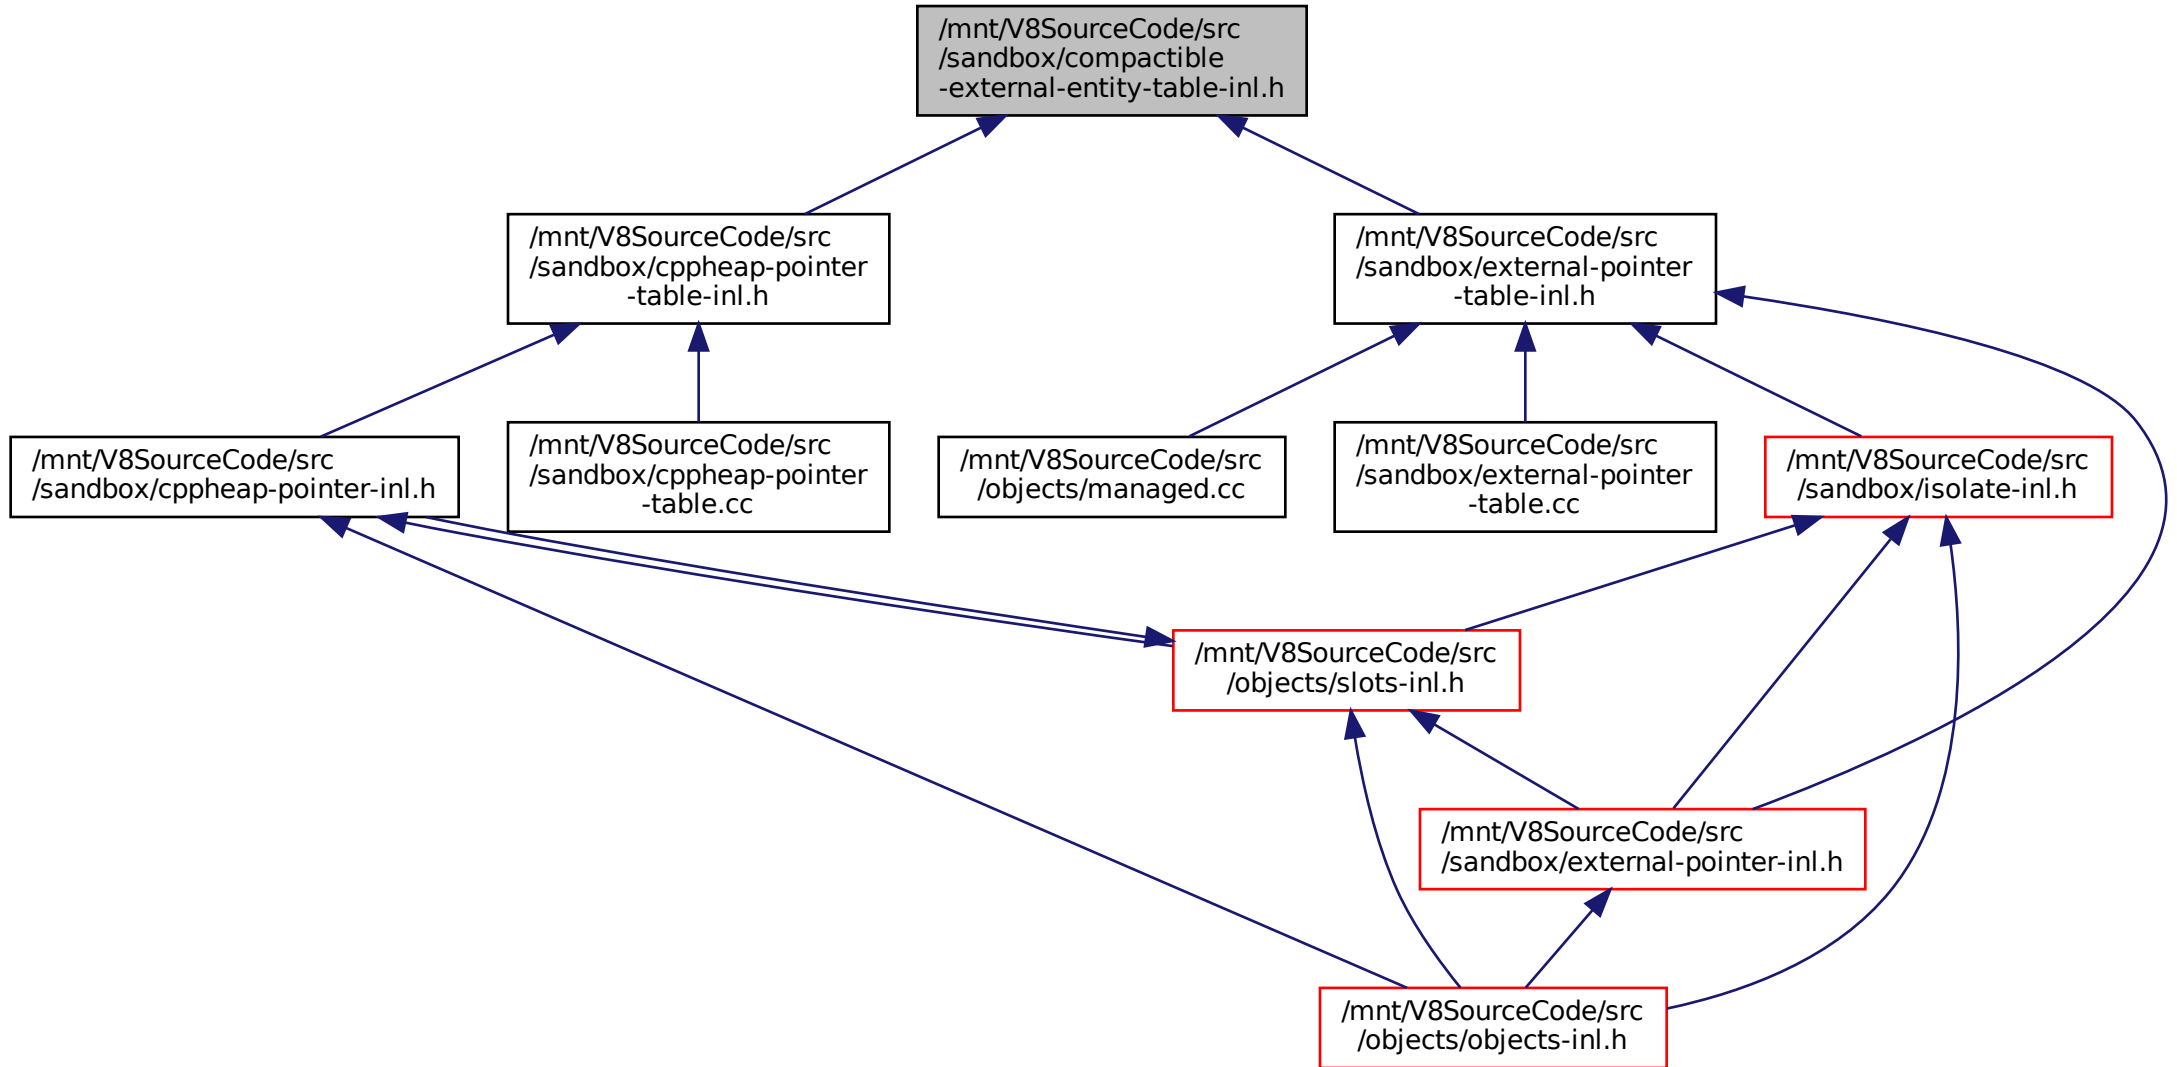 /mnt/V8SourceCode/src
/sandbox/compactible
-external-entity-table-inl.h
/mnt/V8SourceCode/src
/sandbox/cppheap-pointer
-table-inl.h
/mnt/V8SourceCode/src
/sandbox/external-pointer
-table-inl.h
/mnt/V8SourceCode/src
/sandbox/cppheap-pointer-inl.h
/mnt/V8SourceCode/src
/sandbox/cppheap-pointer
-table.cc
/mnt/V8SourceCode/src
/objects/managed.cc
/mnt/V8SourceCode/src
/sandbox/external-pointer
-table.cc
/mnt/V8SourceCode/src
/sandbox/isolate-inl.h
/mnt/V8SourceCode/src
/objects/slots-inl.h
/mnt/V8SourceCode/src
/sandbox/external-pointer-inl.h
/mnt/V8SourceCode/src
/objects/objects-inl.h